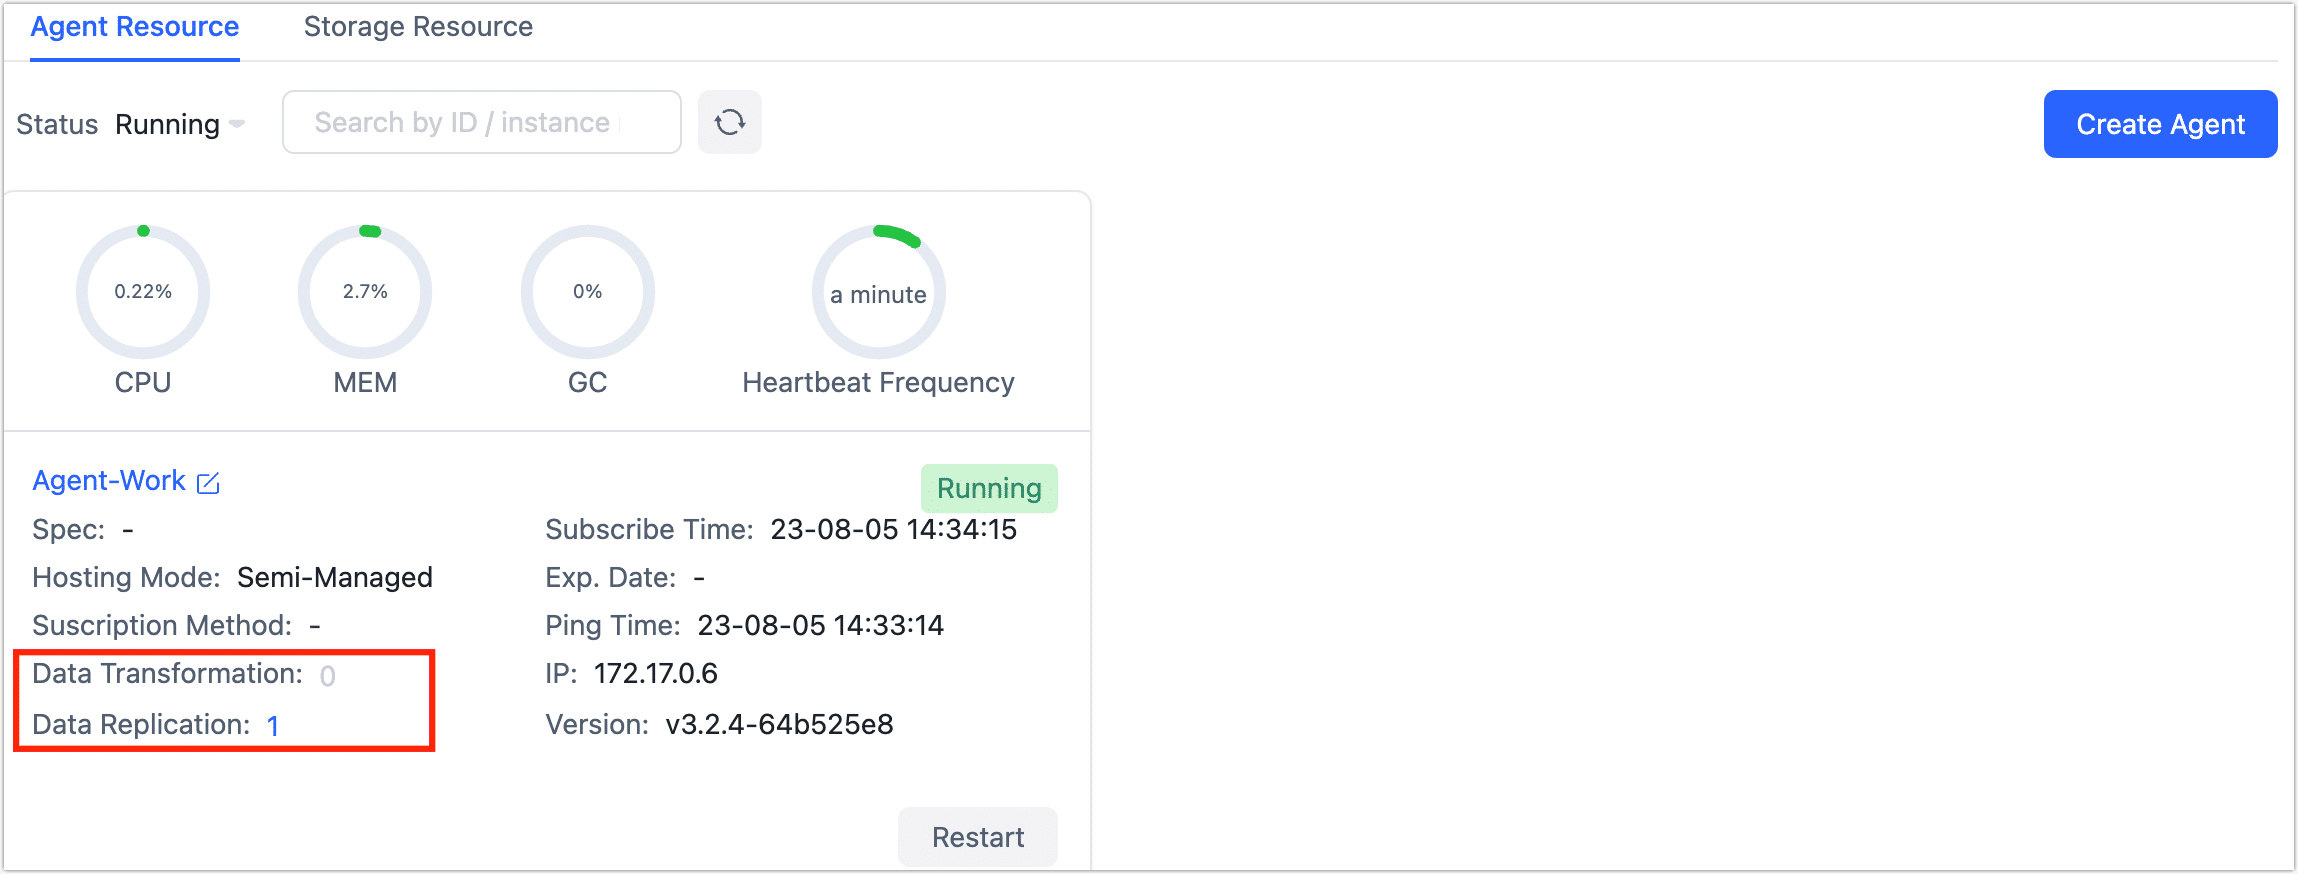 Agent Resource Storage Resource
Status Running Search by ID / instance Create Agent
0.22% 2.7% 0% a minute
CPU MEM GC Heartbeat Frequency
Agent-Work Running
Spec: - Subscribe Time: 23-08-05 14:34:15
Hosting Mode: Semi-Managed Exp. Date: -
Suscription Method: - Ping Time: 23-08-05 14:33:14
Data Transformation: 0 IP: 172.17.0.6
Data Replication: 1 Version: v3.2.4-64b525e8
Restart